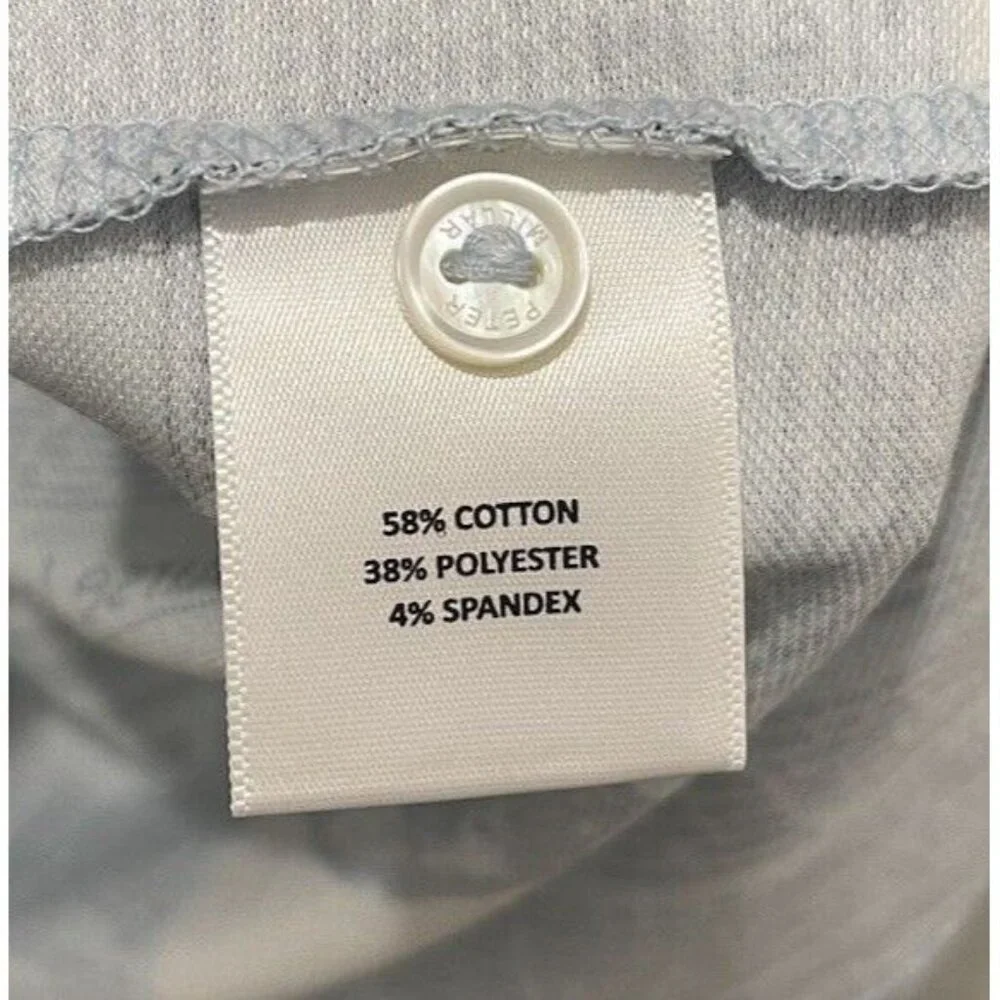 PETER
MILLAR
58% COTTON
38% POLYESTER
4% SPANDEX